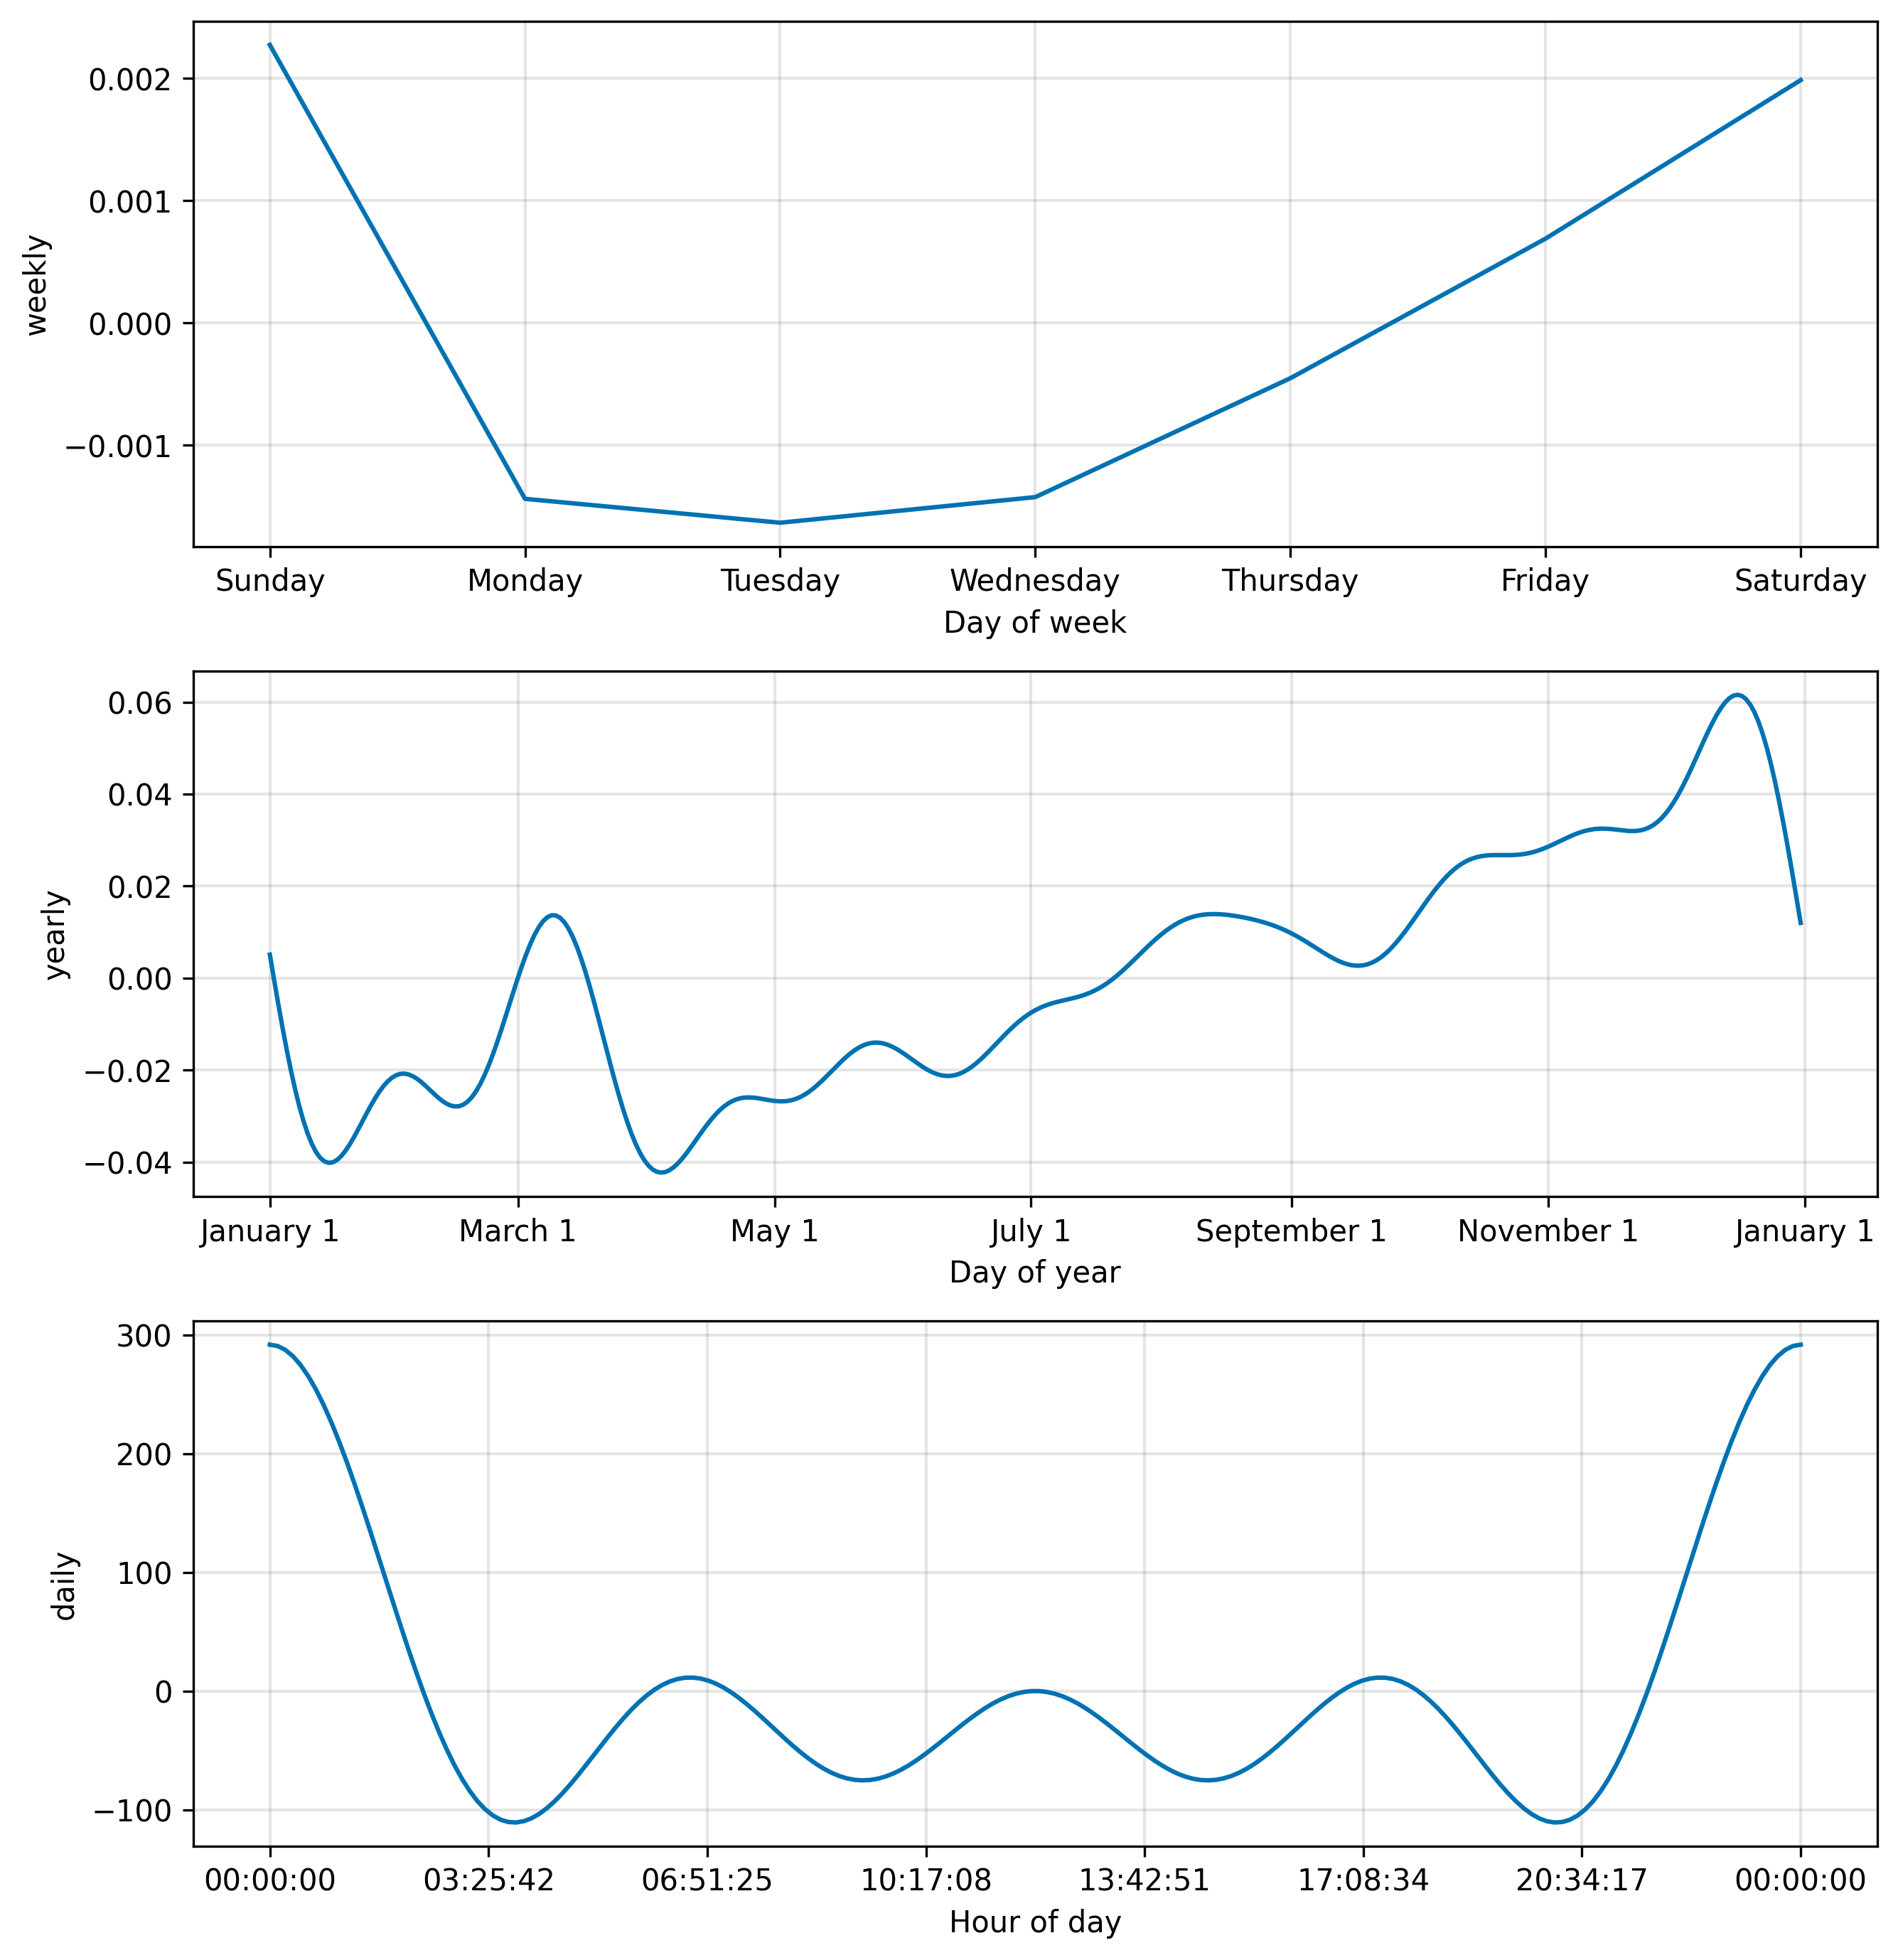 weekly
0.002
0.001
0.000
−0.001
Sunday Monday Tuesday Wednesday Thursday Friday Saturday
Day of week
yearly
0.06
0.04
0.02
0.00
−0.02
−0.04
January 1 March 1 May 1 July 1 September 1 November 1 January 1
Day of year
daily
300
200
100
0
−100
00:00:00 03:25:42 06:51:25 10:17:08 13:42:51 17:08:34 20:34:17 00:00:00
Hour of day